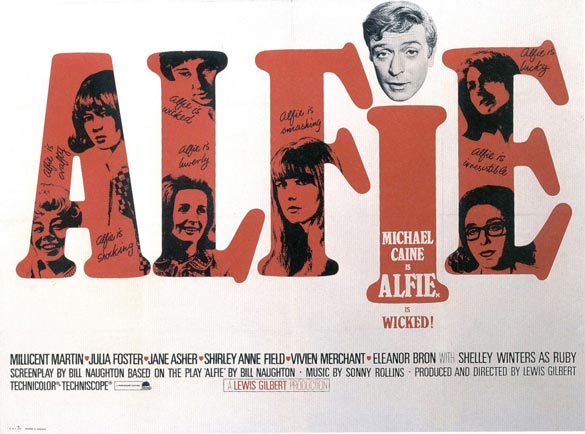 ALFIE
Alfie is wicked
Alfie is lucky
Alfie is smashing
Alfie is crafty
Alfie is luverly
Alfie is irresistible
Alfie is shocking
MICHAEL
CAINE
is
ALFIE
is
WICKED!
MILLICENT MARTIN♥JULIA FOSTER♥JANE ASHER♥SHIRLEY ANNE FIELD♥VIVIEN MERCHANT♥ELEANOR BRON WITH SHELLEY WINTERS AS RUBY
SCREENPLAY BY BILL NAUGHTON BASED ON THE PLAY 'ALFIE' BY BILL NAUGHTON • MUSIC BY SONNY ROLLINS • PRODUCED AND DIRECTED BY LEWIS GILBERT
TECHNICOLOR•TECHNISCOPE
A LEWIS GILBERT PRODUCTION